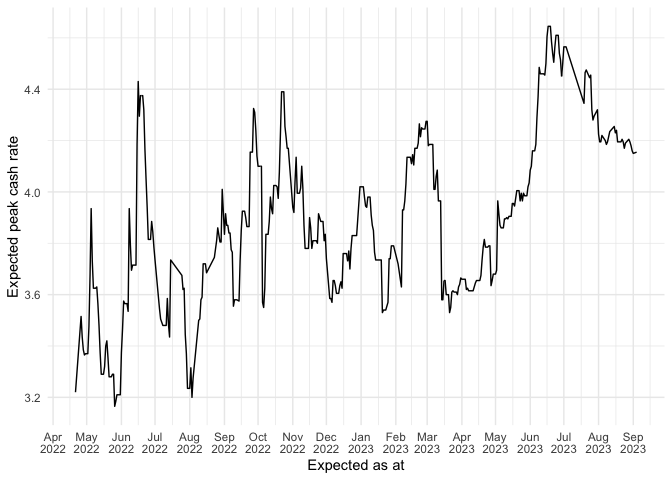 Expected peak cash rate
4.4
4.0
3.6
3.2
Apr May Jun Jul Aug Sep Oct Nov Dec Jan Feb Mar Apr May Jun Jul Aug Sep
2022 2022 2022 2022 2022 2022 2022 2022 2022 2023 2023 2023 2023 2023 2023 2023 2023 2023
Expected as at